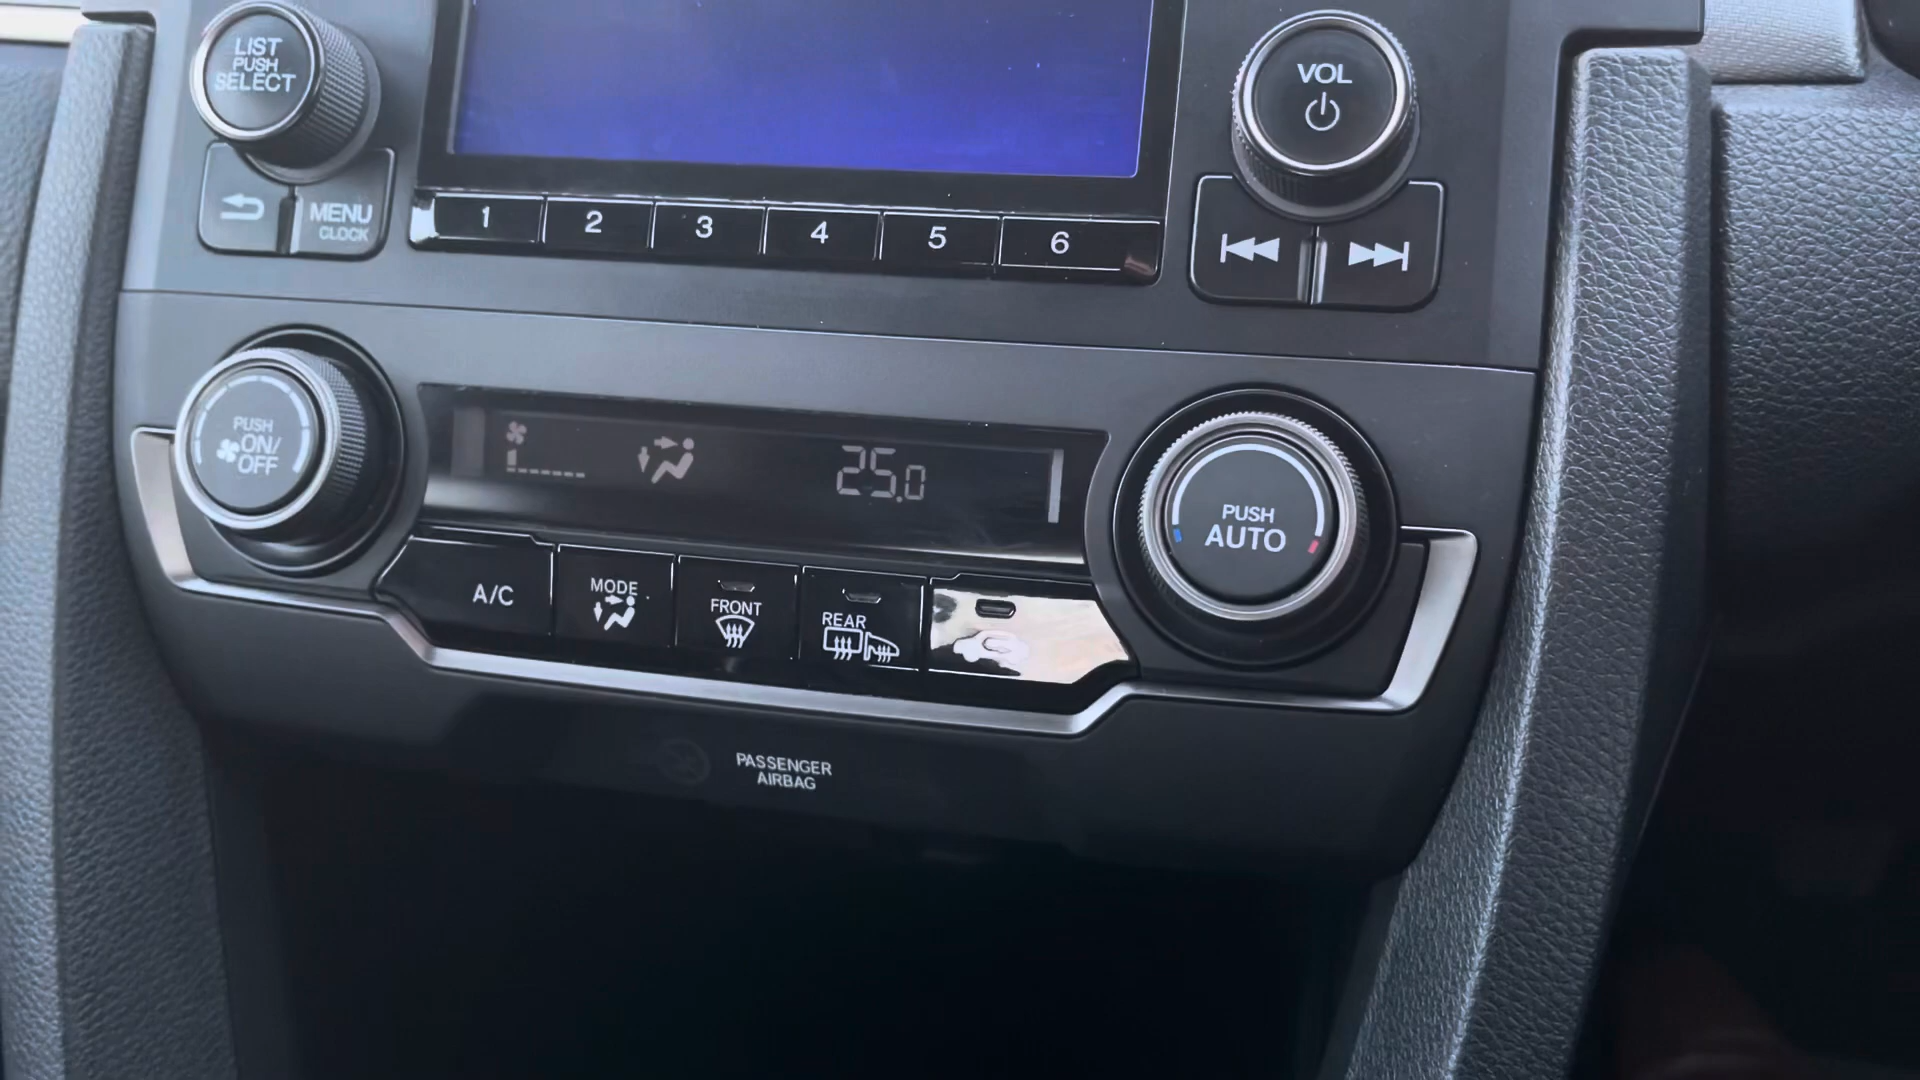 LIST
PUSH
SELECT
VOL
MENU
CLOCK
1 2 3 4 5 6
PUSH
ON/
OFF
25.0
PUSH
AUTO
A/C
MODE
FRONT
REAR
PASSENGER
AIRBAG